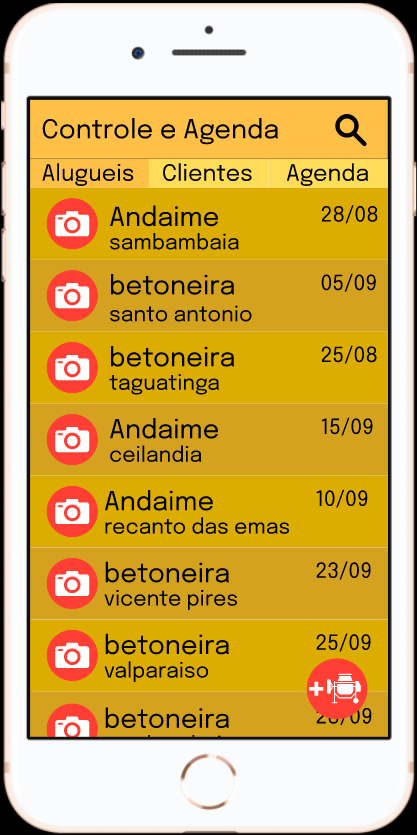 Controle e Agenda
Alugueis Clientes Agenda
Andaime 28/08
sambambaia
betoneira 05/09
santo antonio
betoneira 25/08
taguatinga
Andaime 15/09
ceilandia
Andaime 10/09
recanto das emas
betoneira 23/09
vicente pires
betoneira 25/09
valparaiso
+
betoneira